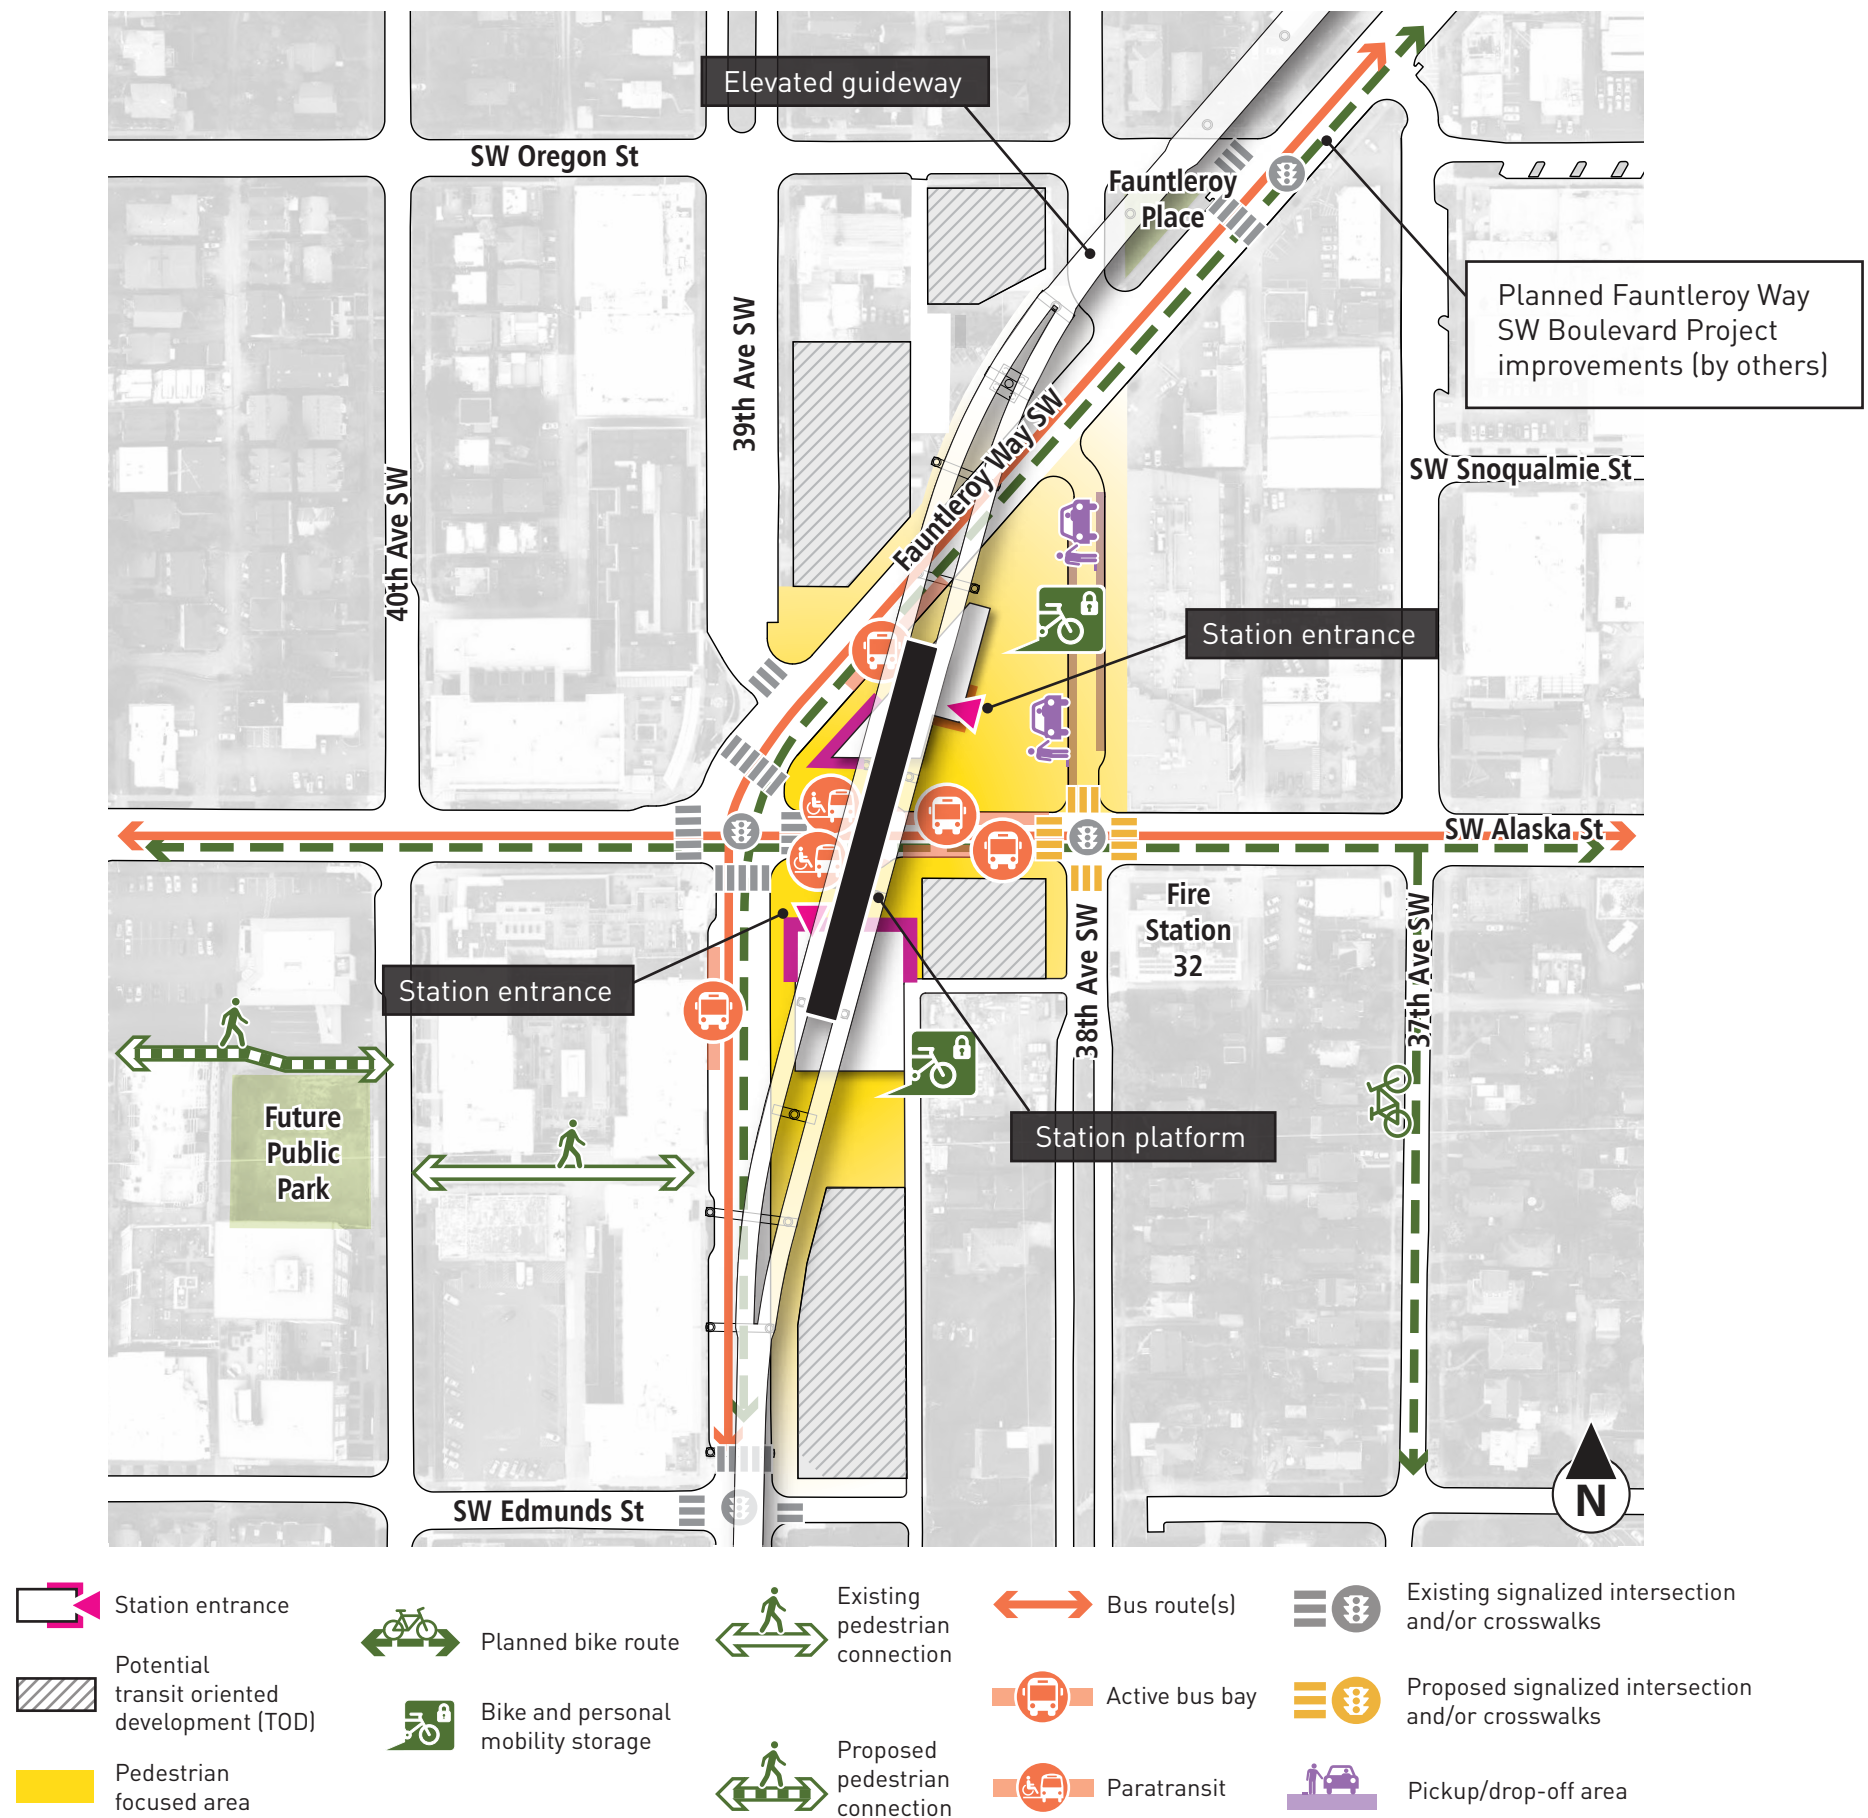 Elevated guideway
SW Oregon St
Fauntleroy
Place
Planned Fauntleroy Way
SW Boulevard Project
improvements (by others)
39th Ave SW
Fauntleroy Way SW
SW Snoqualmie St
40th Ave SW
Station entrance
SW Alaska St
Fire
Station
32
38th Ave SW
37th Ave SW
Station entrance
Future
Public
Park
Station platform
SW Edmunds St
N
Station entrance
Potential
transit oriented
development (TOD)
Pedestrian
focused area
Planned bike route
Bike and personal
mobility storage
Existing
pedestrian
connection
Proposed
pedestrian
connection
Bus route(s)
Active bus bay
Paratransit
Existing signalized intersection
and/or crosswalks
Proposed signalized intersection
and/or crosswalks
Pickup/drop-off area